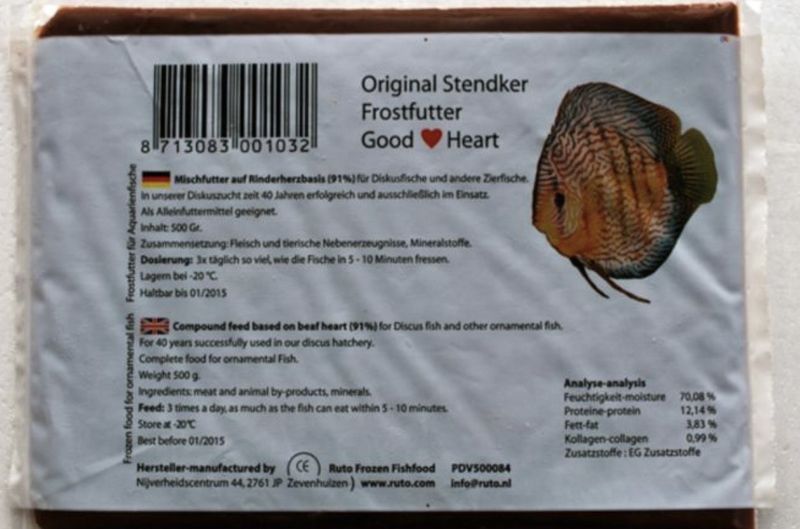 8 713083 001032
Original Stendker
Frostfutter
Good ❤ Heart
Frostfutter für Aquarienfische
Mischfutter auf Rinderherzbasis (91%) für Diskusfische und andere Zierfische.
In unserer Diskuszucht zeit 40 Jahren erfolgreich und ausschließlich im Einsatz.
Als Alleinfuttermittel geeignet.
Inhalt: 500 Gr.
Zusammensetzung: Fleisch und tierische Nebenerzeugnisse, Mineralstoffe.
Dosierung: 3x täglich so viel, wie die Fische in 5 - 10 Minuten fressen.
Lagern bei -20 °C.
Haltbar bis 01/2015
Frozen food for ornamental fish
Compound feed based on beaf heart (91%) for Discus fish and other ornamental fish.
For 40 years successfully used in our discus hatchery.
Complete food for ornamental Fish.
Weight 500 g.
Ingredients: meat and animal by-products, minerals.
Feed: 3 times a day, as much as the fish can eat within 5 - 10 minutes.
Store at -20°C
Best before 01/2015
Analyse-analysis
Feuchtigkeit-moisture 70,08 %
Proteine-protein 12,14 %
Fett-fat 3,83 %
Kollagen-collagen 0,99 %
Zusatzstoffe : EG Zusatzstoffe
Hersteller-manufactured by CE Ruto Frozen Fishfood PDV500084
Nijverheidscentrum 44, 2761 JP Zevenhuizen ) www.ruto.com info@ruto.nl